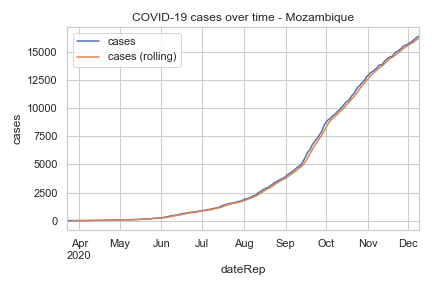 COVID-19 cases over time - Mozambique
cases
cases (rolling)
15000
12500
10000
7500
5000
2500
0
cases
Apr May Jun Jul Aug Sep Oct Nov Dec
2020
dateRep